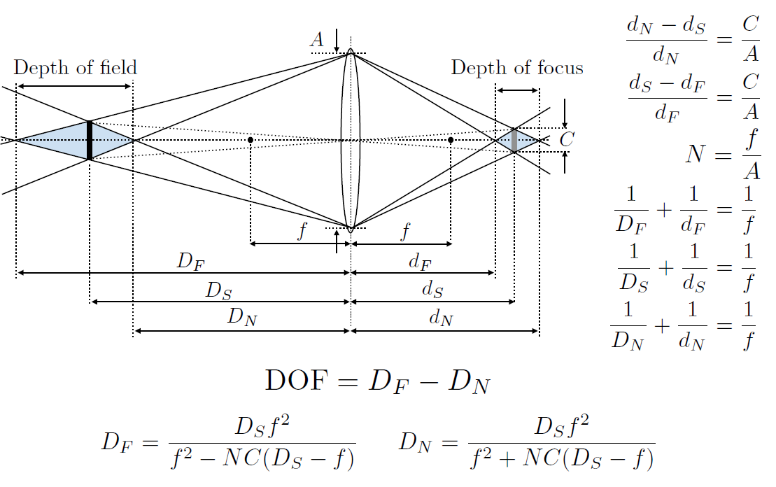 A
Depth of field
Depth of focus
C
f
f
D_F
d_F
D_S
d_S
D_N
d_N
\frac{d_N - d_S}{d_N} = \frac{C}{A}
\frac{d_S - d_F}{d_F} = \frac{C}{A}
N = \frac{f}{A}
\frac{1}{D_F} + \frac{1}{d_F} = \frac{1}{f}
\frac{1}{D_S} + \frac{1}{d_S} = \frac{1}{f}
\frac{1}{D_N} + \frac{1}{d_N} = \frac{1}{f}
DOF = D_F - D_N
D_F = \frac{D_S f^2}{f^2 - NC(D_S - f)}
D_N = \frac{D_S f^2}{f^2 + NC(D_S - f)}